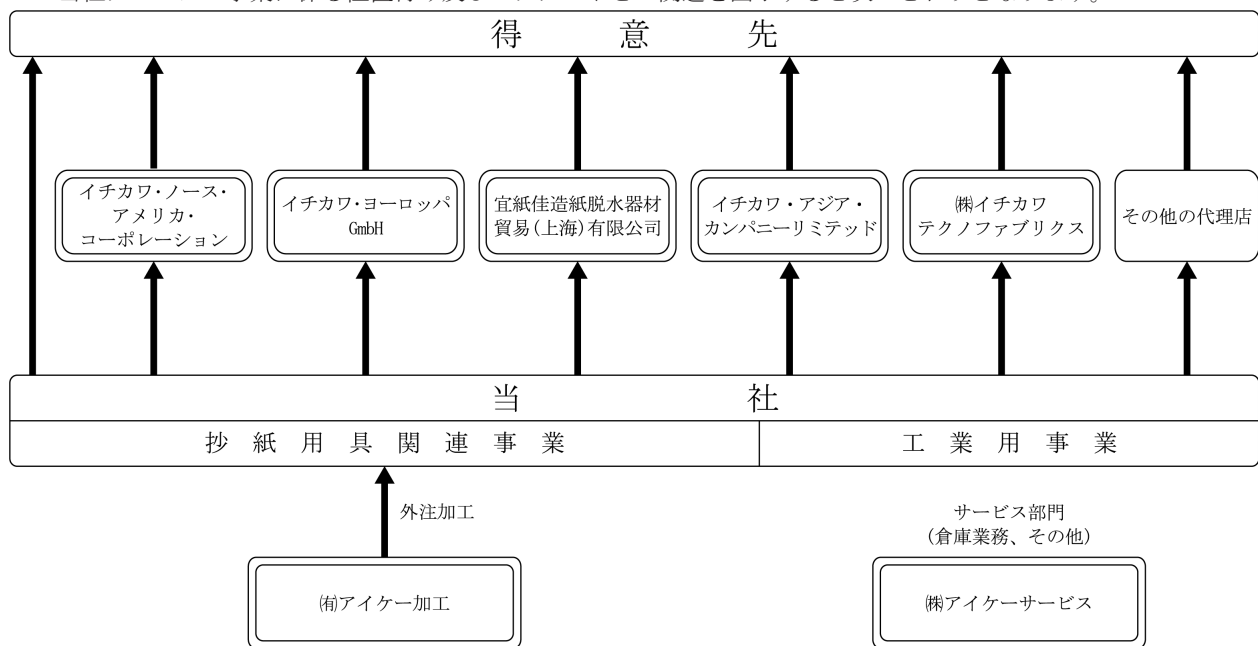 得意先
イチカワ・ノース・
アメリカ・
コーポレーション
イチカワ・ヨーロッパ
GmbH
宜紙佳造紙脱水器材
貿易(上海)有限公司
イチカワ・アジア・
カンパニーリミテッド
㈱イチカワ
テクノファブリクス
その他の代理店
当社
抄紙用具関連事業
工業用事業
外注加工
サービス部門
(倉庫業務、その他)
㈲アイケー加工
㈱アイケーサービス